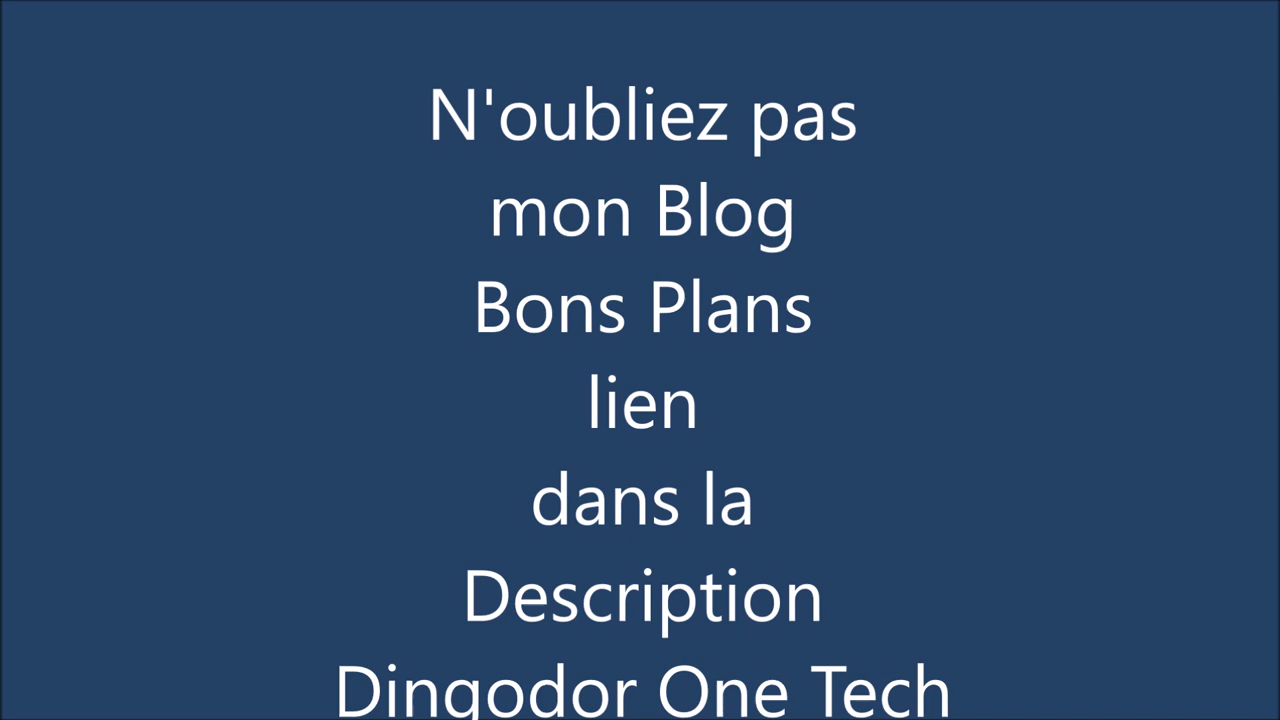 N'oubliez pas
mon Blog
Bons Plans
lien
dans la
Description
Dingodor One Tech